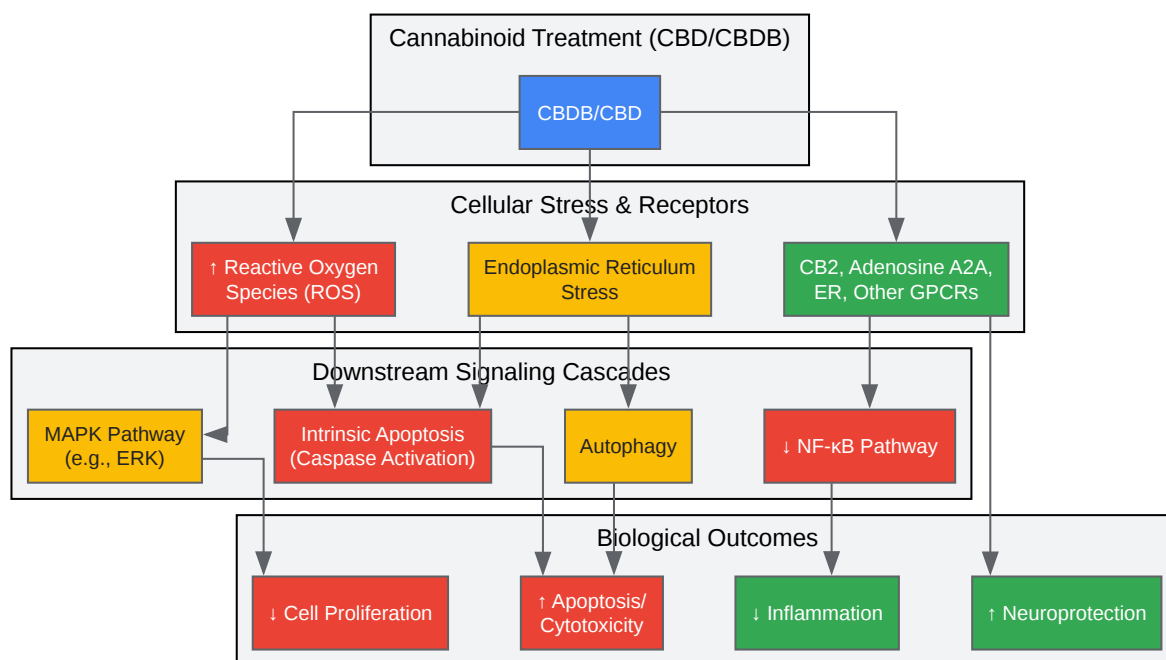 Cannabinoid Treatment (CBD/CBDB)
CBDB/CBD
Cellular Stress & Receptors
↑ Reactive Oxygen
Species (ROS)
Endoplasmic Reticulum
Stress
CB2, Adenosine A2A,
ER, Other GPCRs
Downstream Signaling Cascades
MAPK Pathway
(e.g., ERK)
Intrinsic Apoptosis
(Caspase Activation)
Autophagy
↓ NF-κB Pathway
Biological Outcomes
↓ Cell Proliferation
↑ Apoptosis/
Cytotoxicity
↓ Inflammation
↑ Neuroprotection